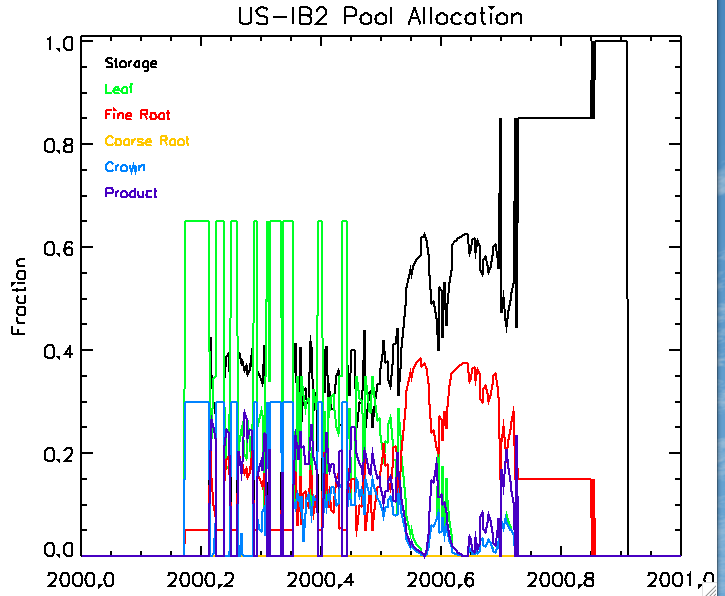 US-IB2 Pool Allocation
1.0
Storage
Leaf
Fine Root
Coarse Root
Crown
Product
0.8
0.6
0.4
0.2
0.0
Fraction
2000.0 2000.2 2000.4 2000.6 2000.8 2001.0